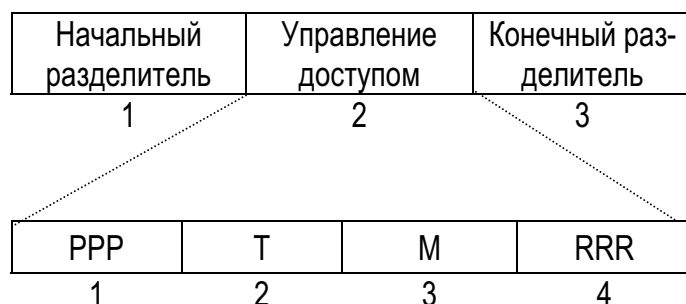 Начальный Управление Конечный раз-
разделитель доступом делитель
1 2 3
PPP T M RRR
1 2 3 4